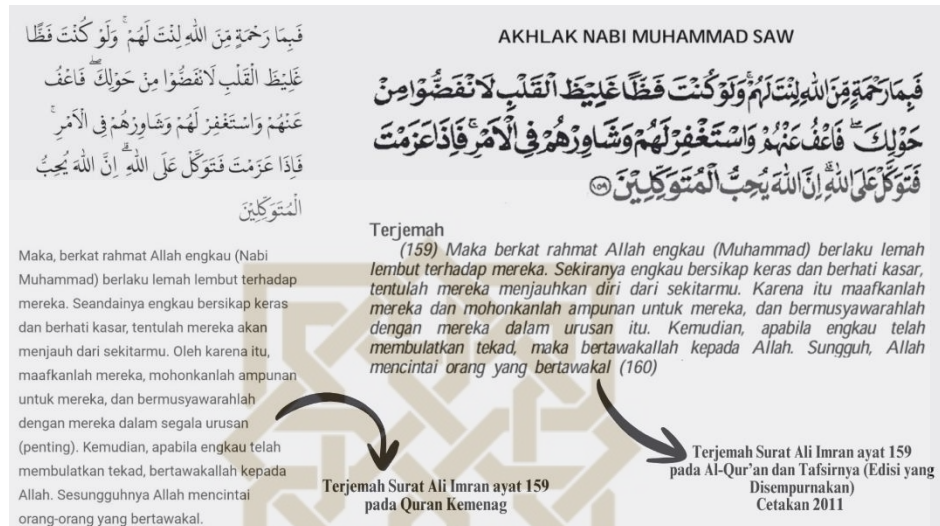 فَبِمَا رَحْمَةٍ مِّنَ اللّٰهِ لِنْتَ لَهُمْ ۚ وَلَوْ كُنْتَ فَظًّا
غَلِيْظَ الْقَلْبِ لَانْفَضُّوْا مِنْ حَوْلِكَ ۖ فَاعْفُ
عَنْهُمْ وَاسْتَغْفِرْ لَهُمْ وَشَاوِرْهُمْ فِى الْاَمْرِ ۚ
فَاِذَا عَزَمْتَ فَتَوَكَّلْ عَلَى اللّٰهِ ۗ اِنَّ اللّٰهَ يُحِبُّ
الْمُتَوَكِّلِيْنَ
Maka, berkat rahmat Allah engkau (Nabi
Muhammad) berlaku lemah lembut terhadap
mereka. Seandainya engkau bersikap keras
dan berhati kasar, tentulah mereka akan
menjauh dari sekitarmu. Oleh karena itu,
maafkanlah mereka, mohonkanlah ampunan
untuk mereka, dan bermusyawarahlah
dengan mereka dalam segala urusan
(penting). Kemudian, apabila engkau telah
membulatkan tekad, bertawakallah kepada
Allah. Sesungguhnya Allah mencintai
orang-orang yang bertawakal.
Terjemah Surat Ali Imran ayat 159
pada Quran Kemenag
AKHLAK NABI MUHAMMAD SAW
فَبِمَا رَحْمَةٍ مِّنَ اللّٰهِ لِنْتَ لَهُمْ ۚ وَلَوْ كُنْتَ فَظًّا غَلِيْظَ الْقَلْبِ لَانْفَضُّوْا مِنْ
حَوْلِكَ ۖ فَاعْفُ عَنْهُمْ وَاسْتَغْفِرْ لَهُمْ وَشَاوِرْهُمْ فِى الْاَمْرِ ۚ فَاِذَا عَزَمْتَ
فَتَوَكَّلْ عَلَى اللّٰهِ ۗ اِنَّ اللّٰهَ يُحِبُّ الْمُتَوَكِّلِيْنَ ۝١٥٩
Terjemah
(159) Maka berkat rahmat Allah engkau (Muhammad) berlaku lemah
lembut terhadap mereka. Sekiranya engkau bersikap keras dan berhati kasar,
tentulah mereka menjauhkan diri dari sekitarmu. Karena itu maafkanlah
mereka dan mohonkanlah ampunan untuk mereka, dan bermusyawarahlah
dengan mereka dalam urusan itu. Kemudian, apabila engkau telah
membulatkan tekad, maka bertawakallah kepada Allah. Sungguh, Allah
mencintai orang yang bertawakal (160)
Terjemah Surat Ali Imran ayat 159
pada Al-Qur'an dan Tafsirnya (Edisi yang
Disempurnakan)
Cetakan 2011